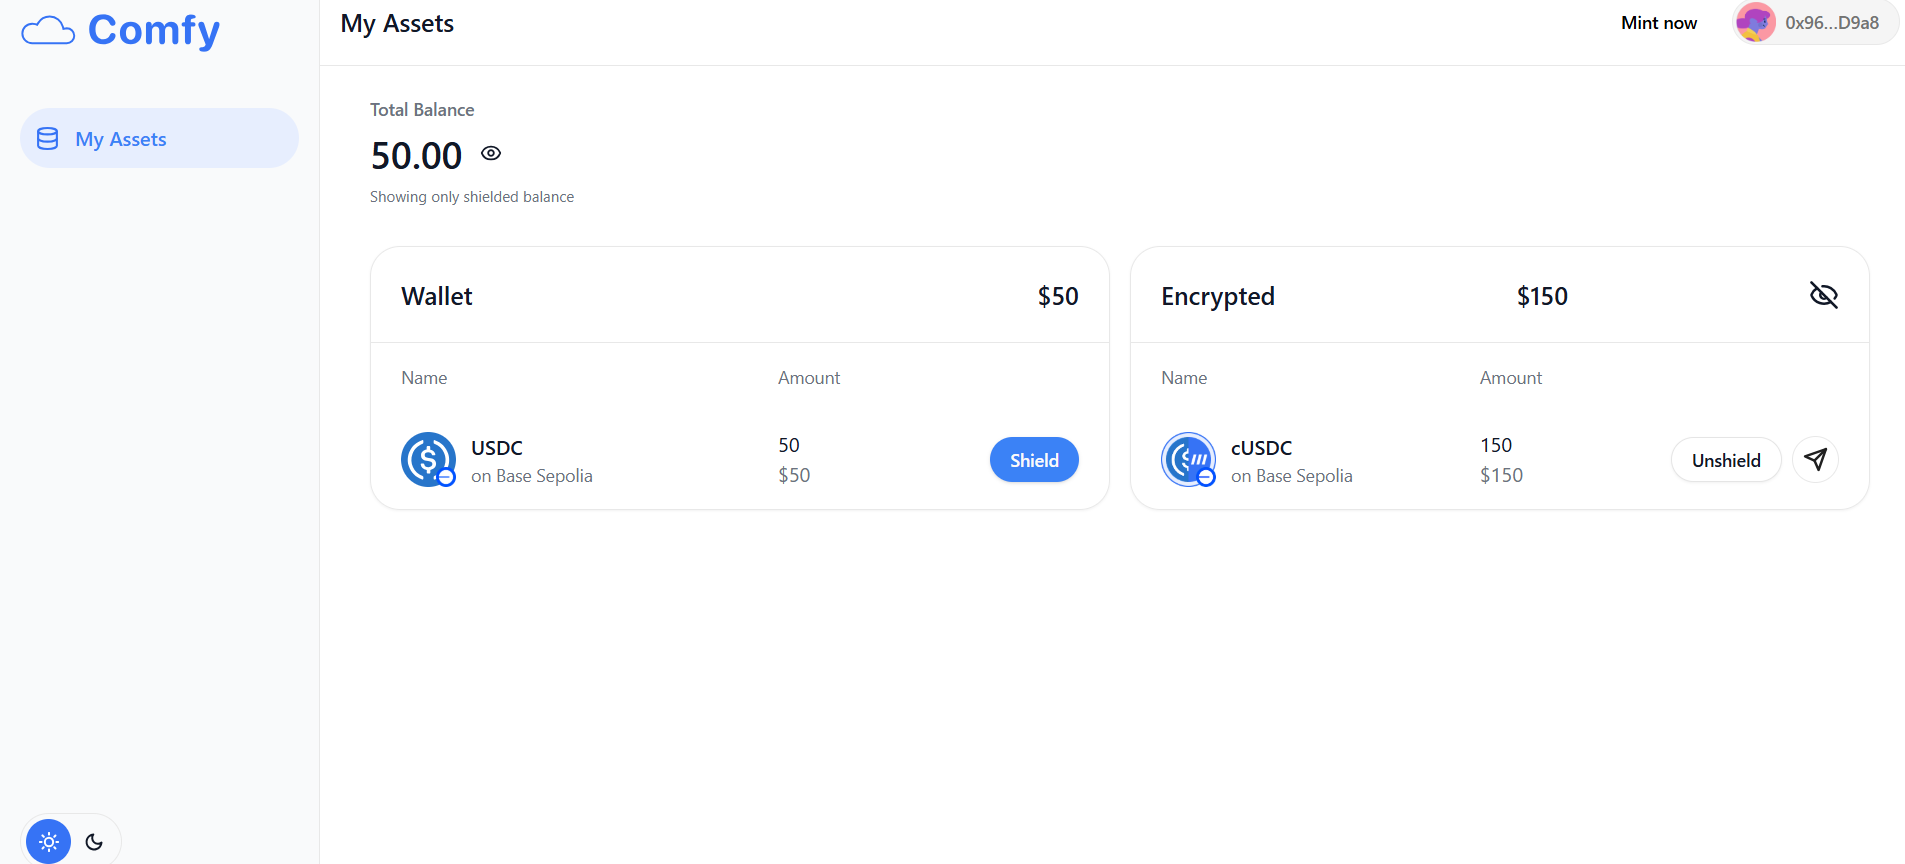 Comfy
My Assets
Mint now
0x96...D9a8
My Assets
Total Balance
50.00
Showing only shielded balance
Wallet $50
Name Amount
USDC
on Base Sepolia
50
$50
Shield
Encrypted $150
Name Amount
cUSDC
on Base Sepolia
150
$150
Unshield